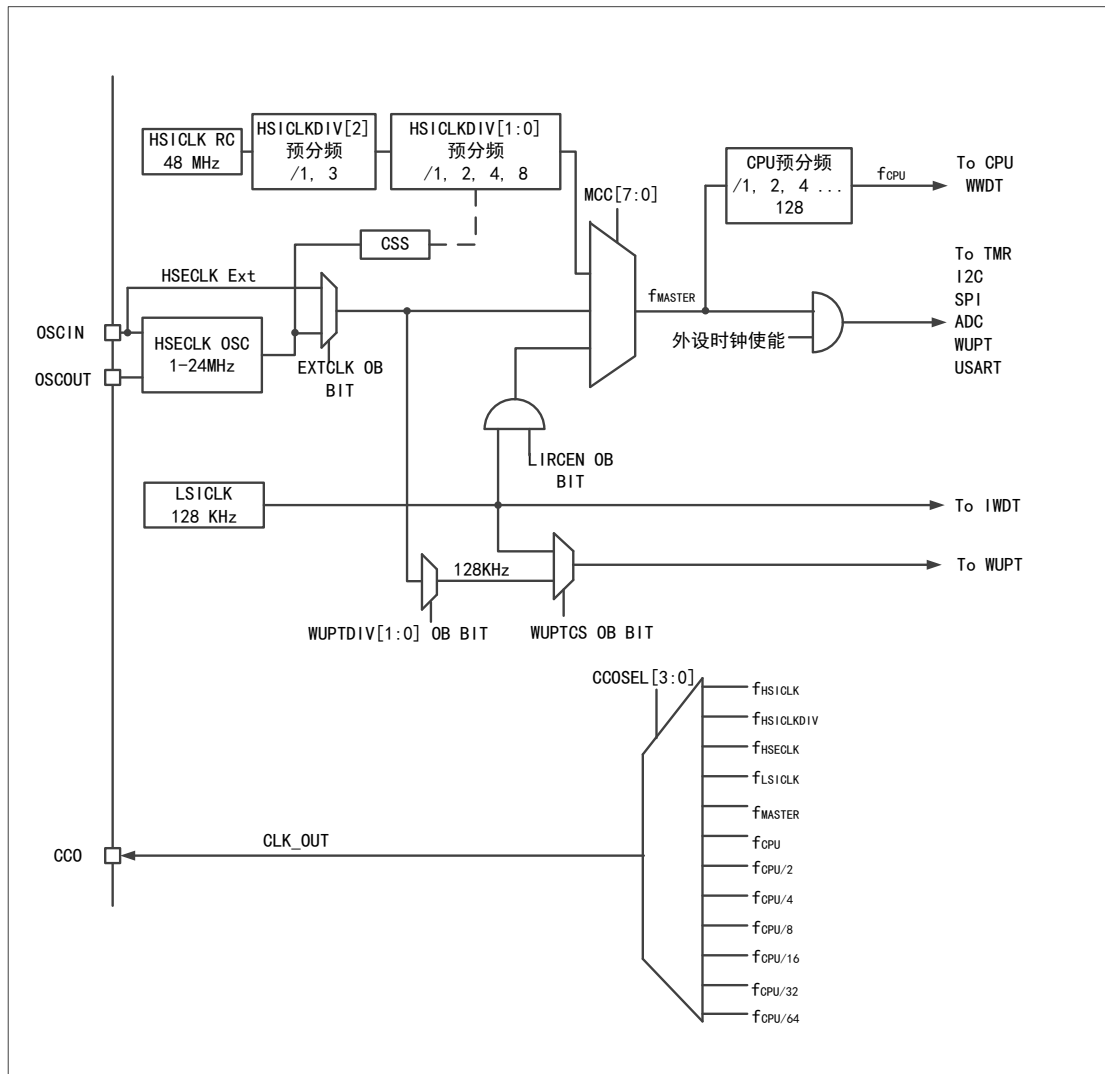 HSICLK RC
48 MHz
HSICLKDIV[2]
预分频
/1, 3
HSICLKDIV[1:0]
预分频
/1, 2, 4, 8
CPU预分频
/1, 2, 4 ...
128
fCPU
To CPU
WWDT
MCC[7:0]
CSS
HSECLK Ext
fMASTER
To TMR
I2C
SPI
ADC
WUPT
USART
OSCIN
HSECLK OSC
1-24MHz
OSCOUT
EXTCLK OB
BIT
外设时钟使能
LIRCEN OB
BIT
LSICLK
128 KHz
To IWDT
128KHz
To WUPT
WUPTDIV[1:0] OB BIT
WUPTCS OB BIT
CCOSEL[3:0]
fHSICLK
fHSICLKDIV
fHSECLK
fLSICLK
fMASTER
fCPU
CCO
CLK_OUT
fCPU/2
fCPU/4
fCPU/8
fCPU/16
fCPU/32
fCPU/64